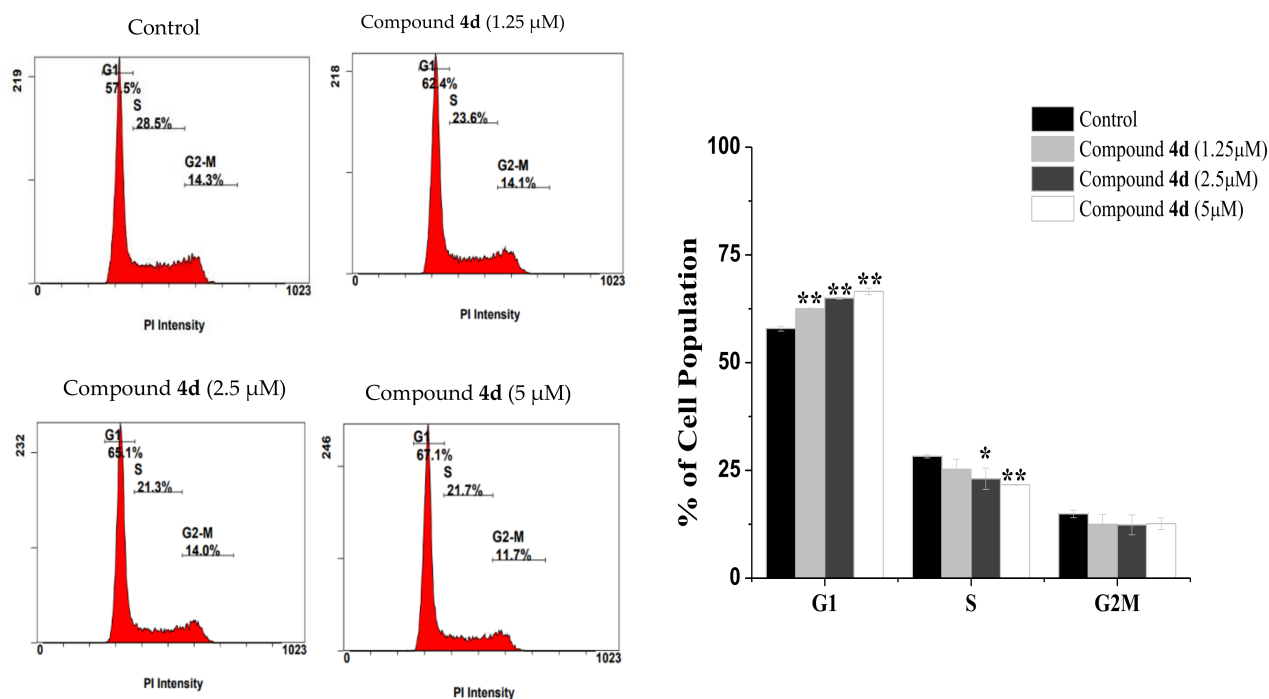 Control
219
G1
57.5%
S
28.5%
G2-M
14.3%
0
1023
PI Intensity
Compound 4d (1.25 μM)
218
G1
62.4%
S
23.6%
G2-M
14.1%
0
1023
PI Intensity
Compound 4d (2.5 μM)
232
G1
65.1%
S
21.3%
G2-M
14.0%
0
1023
PI Intensity
Compound 4d (5 μM)
246
G1
67.1%
S
21.7%
G2-M
11.7%
0
1023
PI Intensity
Control
Compound 4d (1.25μM)
Compound 4d (2.5μM)
Compound 4d (5μM)
% of Cell Population
100
75
50
25
0
** ** **
* **
G1 S G2M